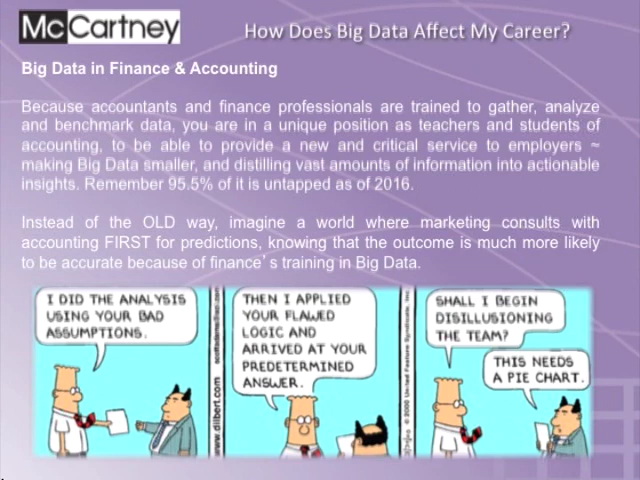 McCartney
How Does Big Data Affect My Career?
Big Data in Finance & Accounting
Because accountants and finance professionals are trained to gather, analyze
and benchmark data, you are in a unique position as teachers and students of
accounting, to be able to provide a new and critical service to employers ~
making Big Data smaller, and distilling vast amounts of information into actionable
insights. Remember 95.5% of it is untapped as of 2016.
Instead of the OLD way, imagine a world where marketing consults with
accounting FIRST for predictions, knowing that the outcome is much more likely
to be accurate because of finance's training in Big Data.
I DID THE ANALYSIS
USING YOUR BAD
ASSUMPTIONS.
www.dilbert.com
THEN I APPLIED
YOUR FLAWED
LOGIC AND
ARRIVED AT YOUR
PREDETERMINED
ANSWER.
SHALL I BEGIN
DISILLUSIONING
THE TEAM?
THIS NEEDS
A PIE CHART.